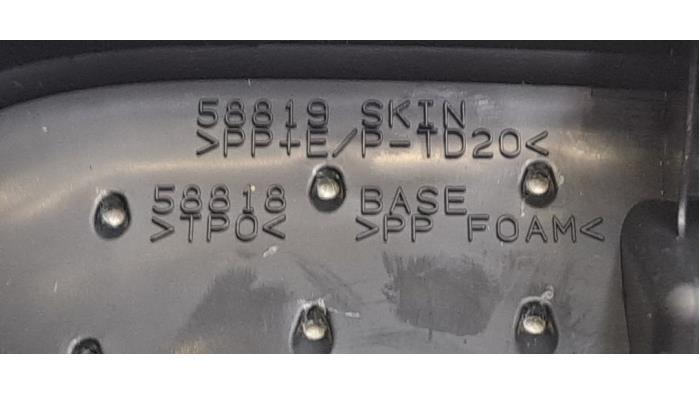 58819 SKIN
>PP+E/P-TD20<
58818 BASE
>TPO< >PP FOAM<